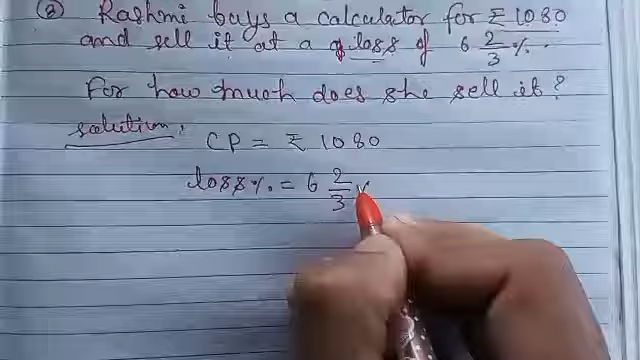 (8) Rashmi buys a calculator for ₹ 1080
and sell it at a loss of 6 2/3 %.
For how much does she sell it?
solution,
CP = ₹ 1080
loss% = 6 2/3 %